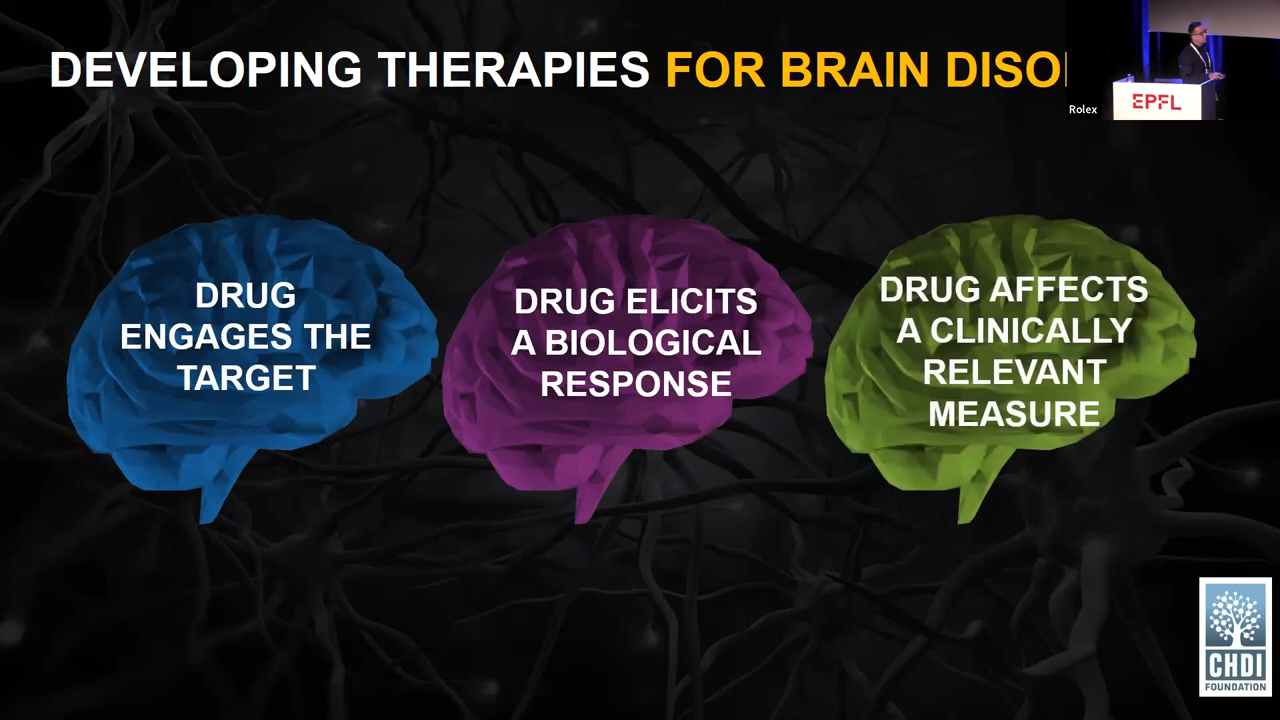 DEVELOPING THERAPIES FOR BRAIN
Rolex
EPFL
DRUG
ENGAGES THE
TARGET
DRUG ELICITS
A BIOLOGICAL
RESPONSE
DRUG AFFECTS
A CLINICALLY
RELEVANT
MEASURE
CHDI
FOUNDATION